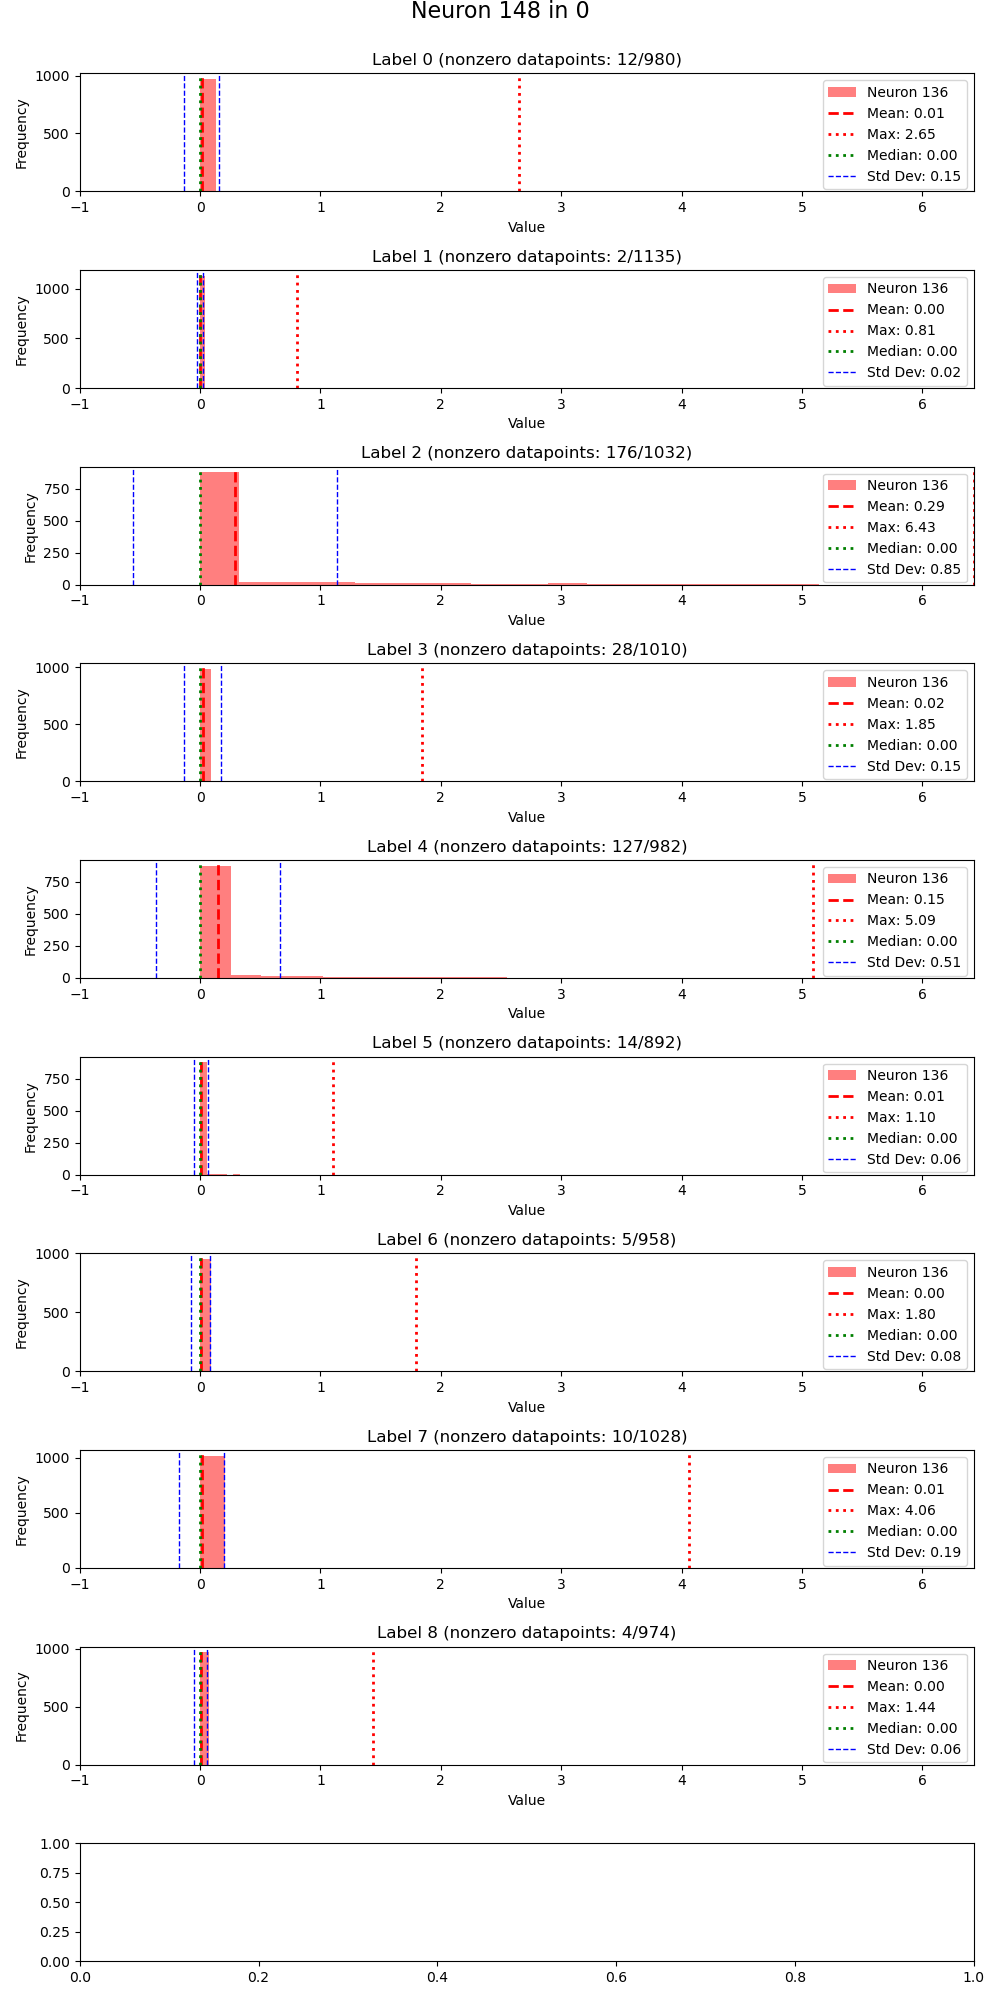 Neuron 148 in 0
Label 0 (nonzero datapoints: 12/980)
Frequency
1000
500
0
Neuron 136
Mean: 0.01
Max: 2.65
Median: 0.00
Std Dev: 0.15
−1 0 1 2 3 4 5 6
Value
Label 1 (nonzero datapoints: 2/1135)
Frequency
1000
500
0
Neuron 136
Mean: 0.00
Max: 0.81
Median: 0.00
Std Dev: 0.02
−1 0 1 2 3 4 5 6
Value
Label 2 (nonzero datapoints: 176/1032)
Frequency
750
500
250
0
Neuron 136
Mean: 0.29
Max: 6.43
Median: 0.00
Std Dev: 0.85
−1 0 1 2 3 4 5 6
Value
Label 3 (nonzero datapoints: 28/1010)
Frequency
1000
500
0
Neuron 136
Mean: 0.02
Max: 1.85
Median: 0.00
Std Dev: 0.15
−1 0 1 2 3 4 5 6
Value
Label 4 (nonzero datapoints: 127/982)
Frequency
750
500
250
0
Neuron 136
Mean: 0.15
Max: 5.09
Median: 0.00
Std Dev: 0.51
−1 0 1 2 3 4 5 6
Value
Label 5 (nonzero datapoints: 14/892)
Frequency
750
500
250
0
Neuron 136
Mean: 0.01
Max: 1.10
Median: 0.00
Std Dev: 0.06
−1 0 1 2 3 4 5 6
Value
Label 6 (nonzero datapoints: 5/958)
Frequency
1000
500
0
Neuron 136
Mean: 0.00
Max: 1.80
Median: 0.00
Std Dev: 0.08
−1 0 1 2 3 4 5 6
Value
Label 7 (nonzero datapoints: 10/1028)
Frequency
1000
500
0
Neuron 136
Mean: 0.01
Max: 4.06
Median: 0.00
Std Dev: 0.19
−1 0 1 2 3 4 5 6
Value
Label 8 (nonzero datapoints: 4/974)
Frequency
1000
500
0
Neuron 136
Mean: 0.00
Max: 1.44
Median: 0.00
Std Dev: 0.06
−1 0 1 2 3 4 5 6
Value
1.00
0.75
0.50
0.25
0.00
0.0 0.2 0.4 0.6 0.8 1.0